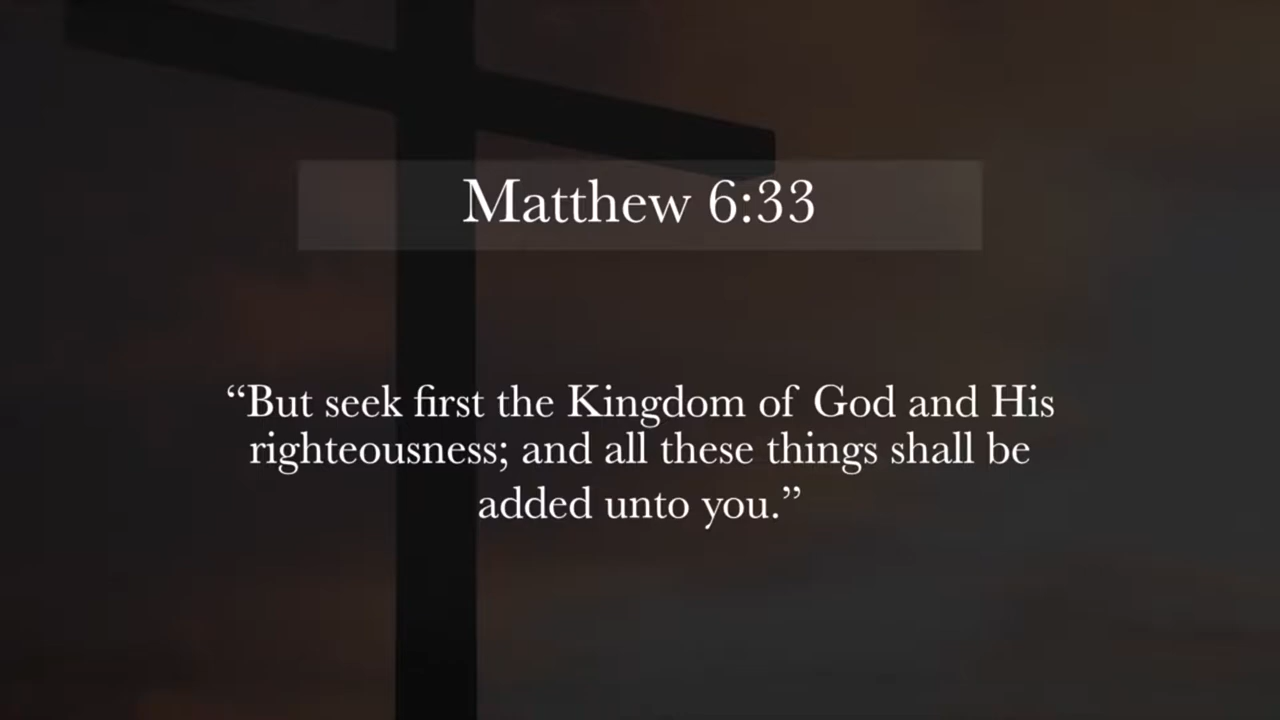 Matthew 6:33
“But seek first the Kingdom of God and His
righteousness; and all these things shall be
added unto you.”